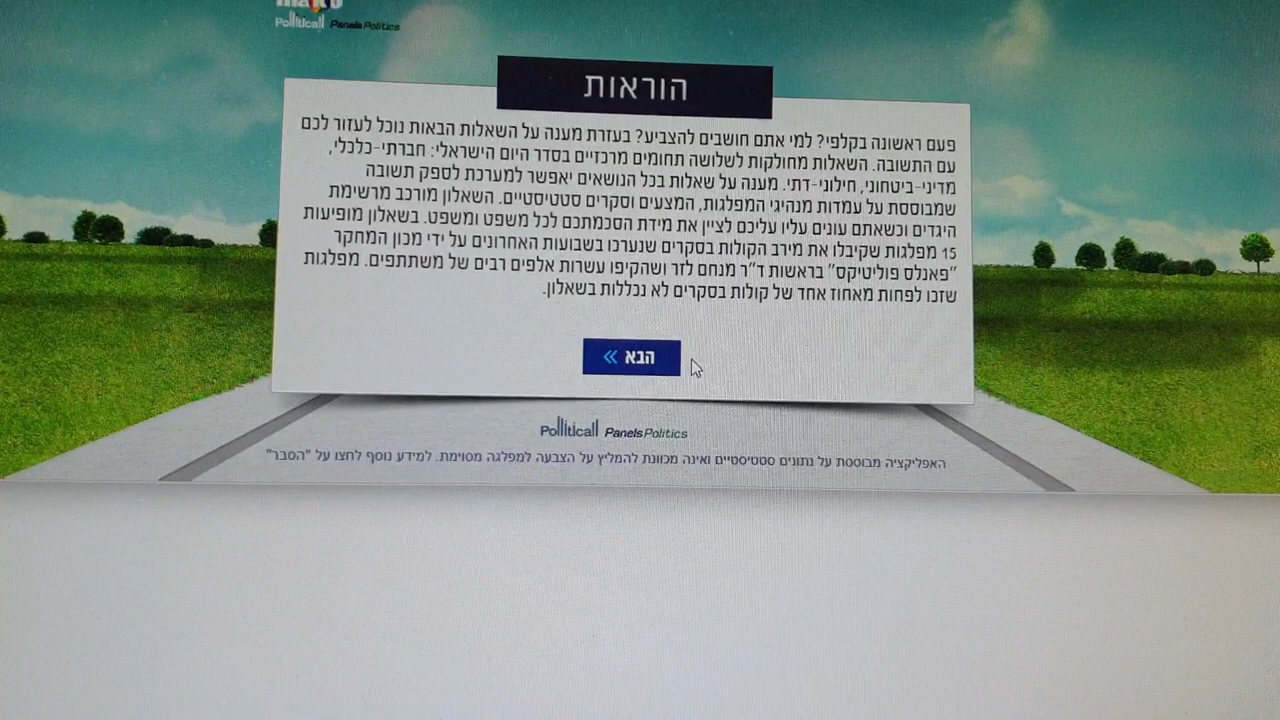 mako
Pollitical Panels Politics
הוראות
פעם ראשונה בקלפי? למי אתם חושבים להצביע? בעזרת מענה על השאלות הבאות נוכל לעזור לכם
עם התשובה. השאלות מחולקות לשלושה תחומים מרכזיים בסדר היום הישראלי: חברתי-כלכלי,
מדיני-ביטחוני, חילוני-דתי. מענה על שאלות בכל הנושאים יאפשר למערכת לספק תשובה
שמבוססת על עמדות מנהיגי המפלגות, המצעים וסקרים סטטיסטיים. השאלון מורכב מרשימת
היגדים וכשאתם עונים עליו עליכם לציין את מידת הסכמתכם לכל משפט ומשפט. בשאלון מופיעות
15 מפלגות שקיבלו את מירב הקולות בסקרים שנערכו בשבועות האחרונים על ידי מכון המחקר
"פאנלס פוליטיקס" בראשות ד"ר מנחם לזר ושהקיפו עשרות אלפים רבים של משתתפים. מפלגות
שזכו לפחות מאחוז אחד של קולות בסקרים לא נכללות בשאלון.
הבא »
Pollitical Panels Politics
האפליקציה מבוססת על נתונים סטטיסטיים ואינה מכוונת להמליץ על הצבעה למפלגה מסוימת. למידע נוסף לחצו על "הסבר"